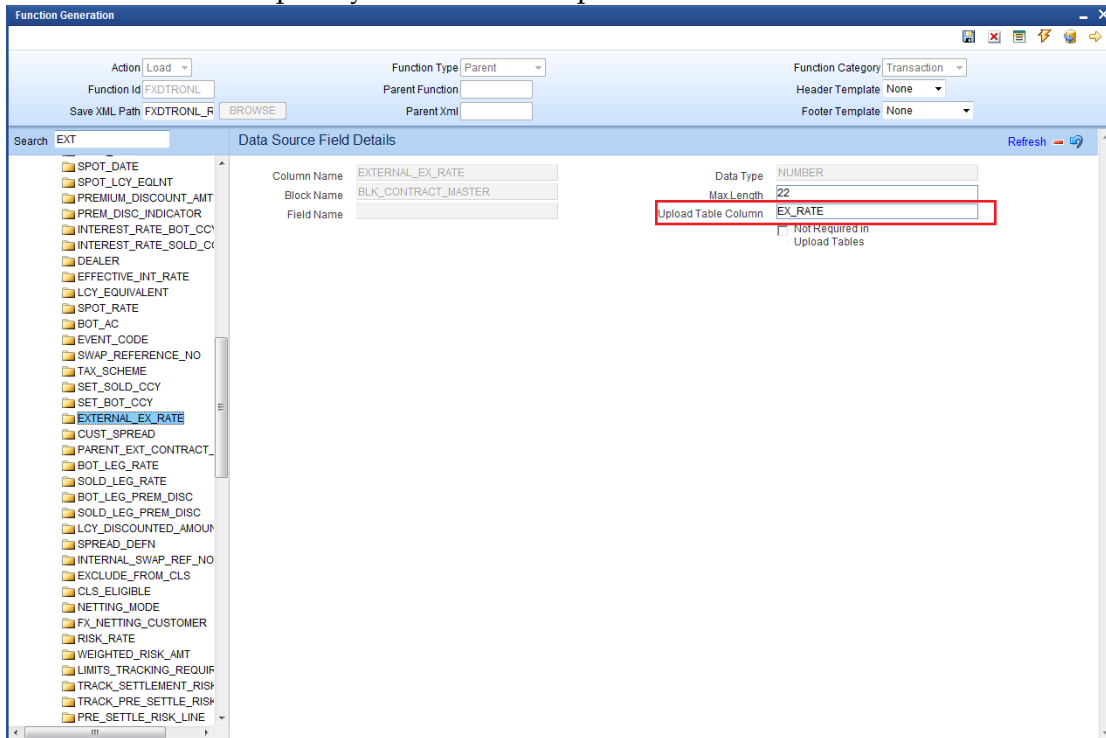 Function Generation
Action Load
Function Type Parent
Function Category Transaction
Function Id FXDTRONL
Parent Function
Header Template None
Save XML Path FXDTRONL_R BROWSE
Parent Xml
Footer Template None
Search EXT
Data Source Field Details
Refresh
SPOT_DATE
SPOT_LCY_EQLNT
PREMIUM_DISCOUNT_AMT
PREM_DISC_INDICATOR
INTEREST_RATE_BOT_CCY
INTEREST_RATE_SOLD_C
DEALER
EFFECTIVE_INT_RATE
LCY_EQUIVALENT
SPOT_RATE
BOT_AC
EVENT_CODE
SWAP_REFERENCE_NO
TAX_SCHEME
SET_SOLD_CCY
SET_BOT_CCY
EXTERNAL_EX_RATE
CUST_SPREAD
PARENT_EXT_CONTRACT_
BOT_LEG_RATE
SOLD_LEG_RATE
BOT_LEG_PREM_DISC
SOLD_LEG_PREM_DISC
LCY_DISCOUNTED_AMOUN
SPREAD_DEFN
INTERNAL_SWAP_REF_NO
EXCLUDE_FROM_CLS
CLS_ELIGIBLE
NETTING_MODE
FX_NETTING_CUSTOMER
RISK_RATE
WEIGHTED_RISK_AMT
LIMITS_TRACKING_REQUIR
TRACK_SETTLEMENT_RISK
TRACK_PRE_SETTLE_RISK
PRE_SETTLE_RISK_LINE
Column Name EXTERNAL_EX_RATE
Data Type NUMBER
Block Name BLK_CONTRACT_MASTER
Max.Length 22
Field Name
Upload Table Column EX_RATE
Not Required in
Upload Tables